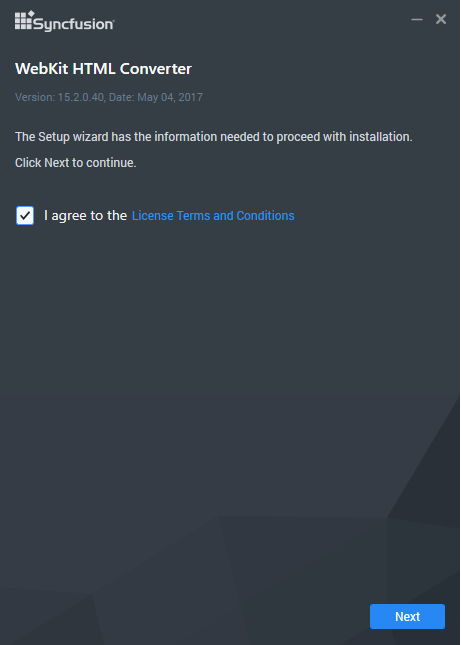 Syncfusion®
WebKit HTML Converter
Version: 15.2.0.40, Date: May 04, 2017
The Setup wizard has the information needed to proceed with installation.
Click Next to continue.
I agree to the License Terms and Conditions
Next